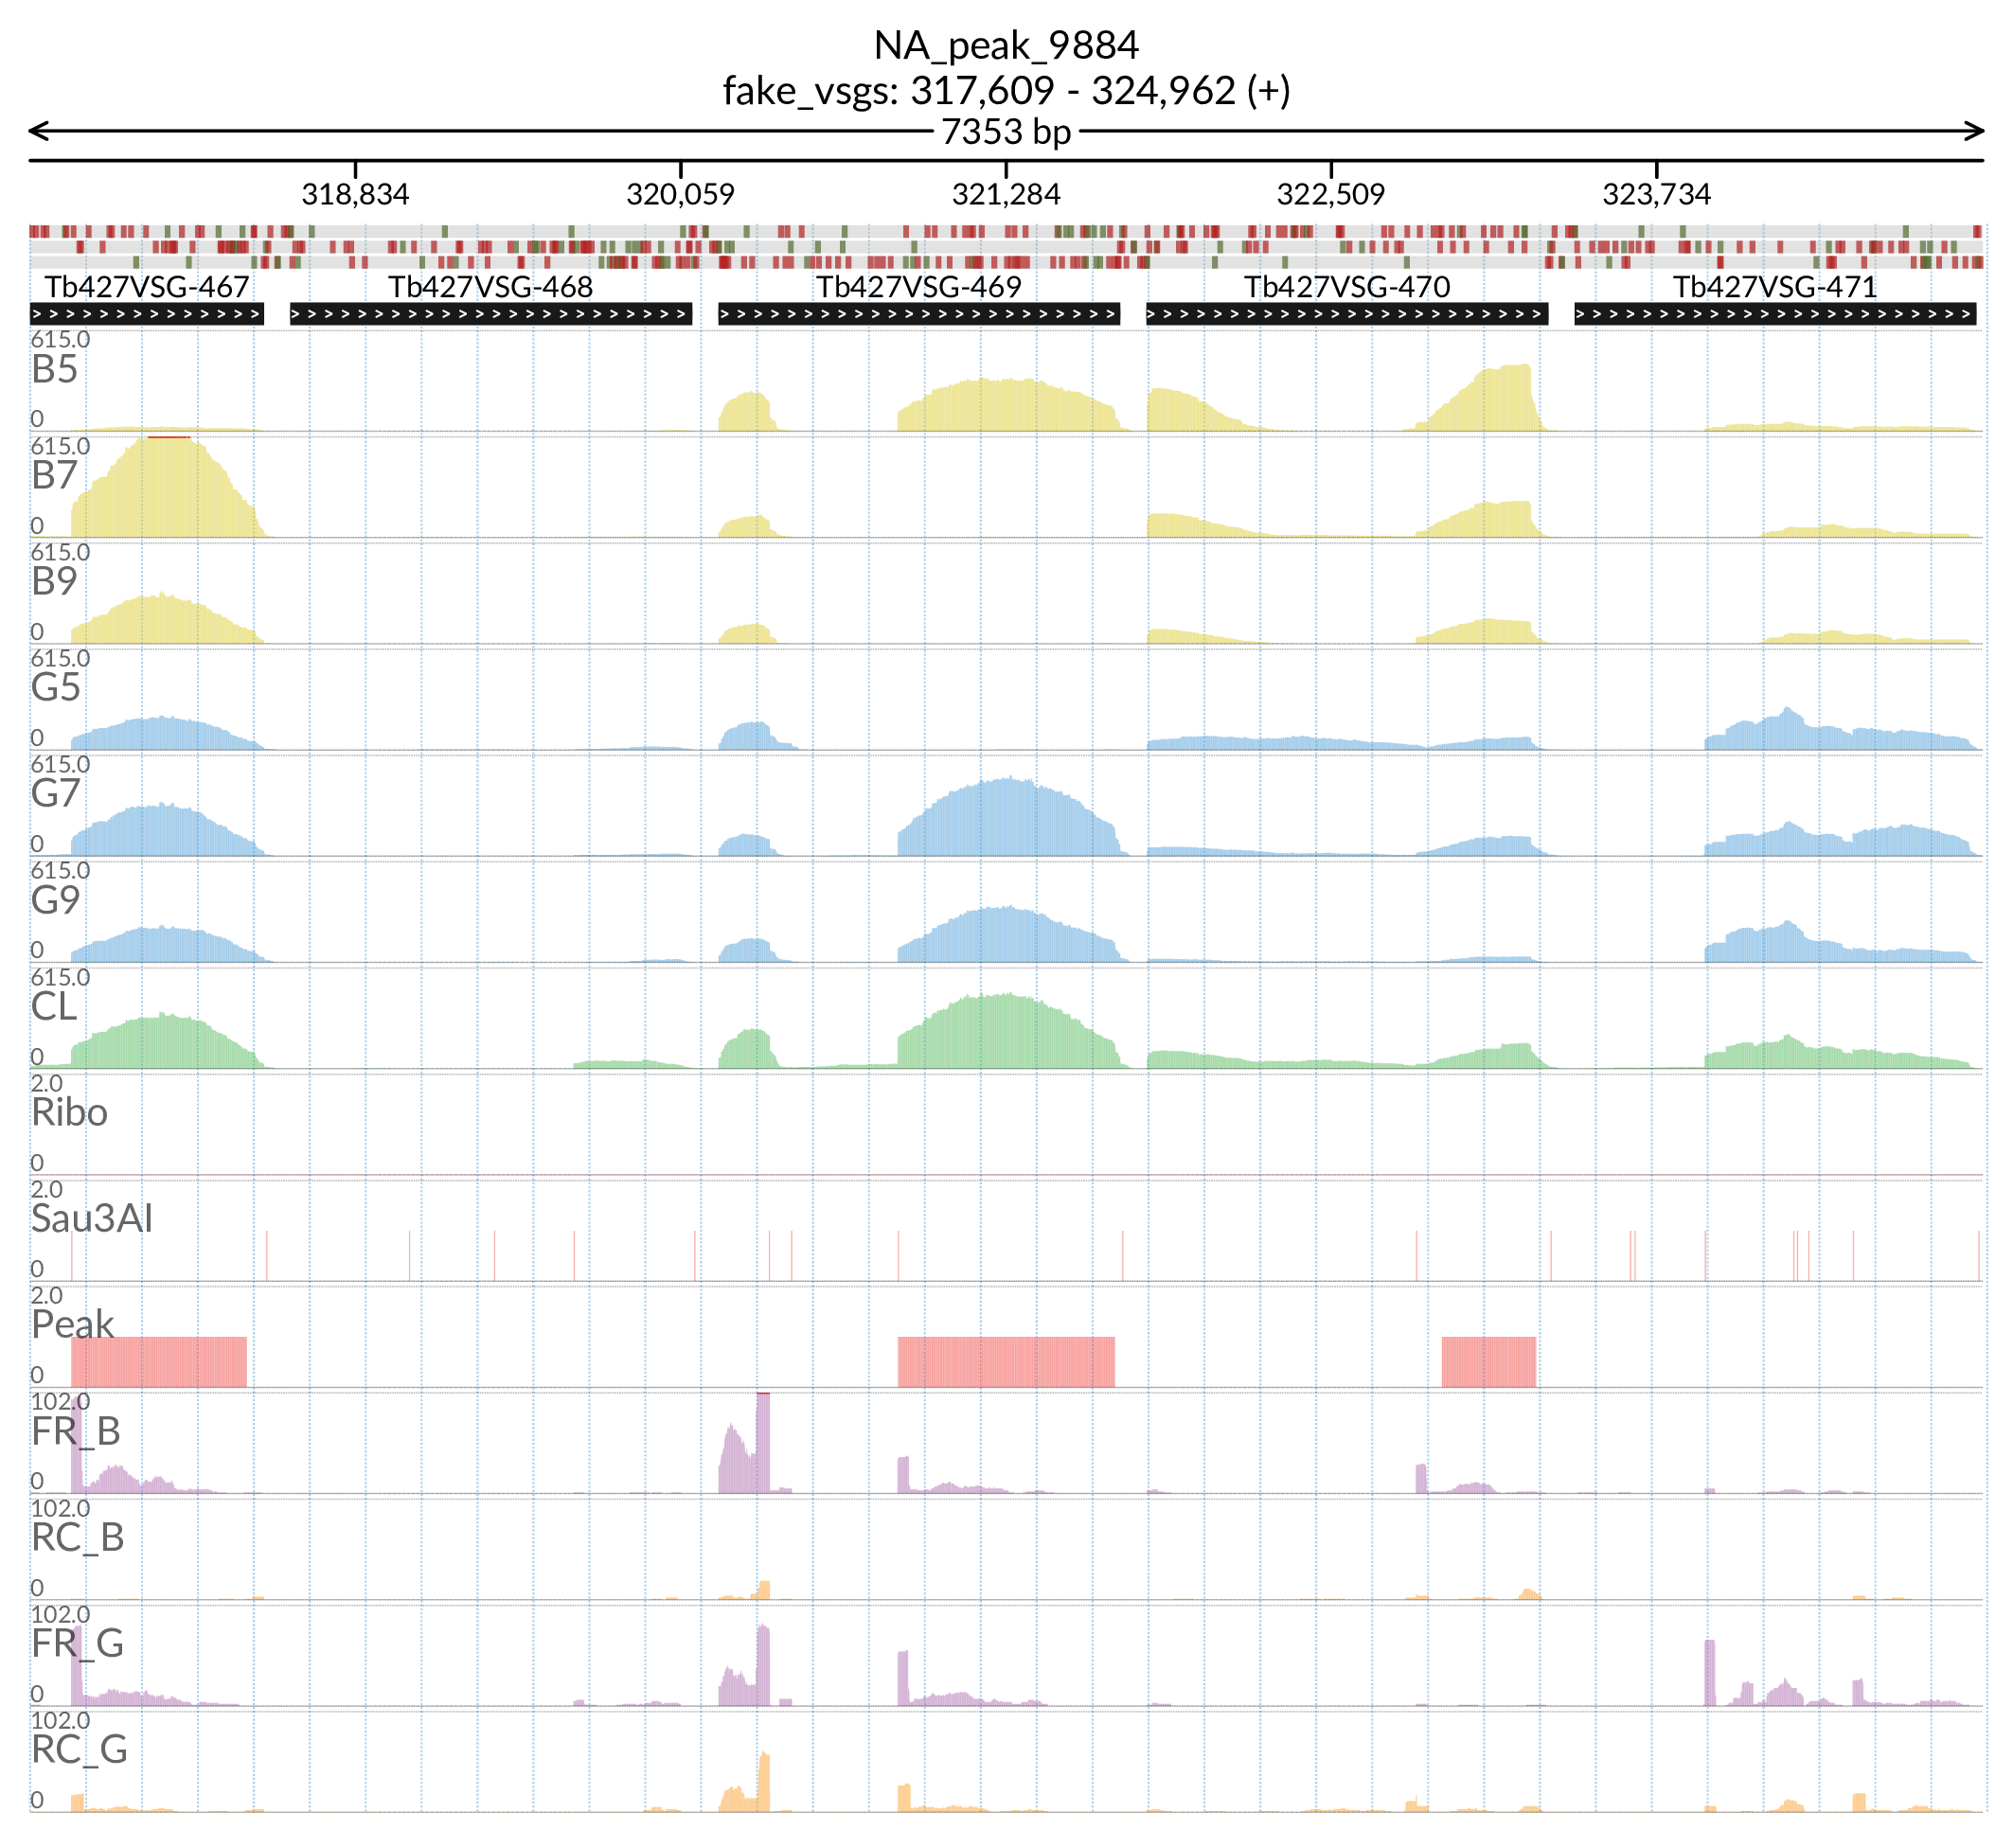 NA_peak_9884
fake_vsgs: 317,609 - 324,962 (+)
7353 bp
318,834 320,059 321,284 322,509 323,734
Tb427VSG-467 Tb427VSG-468 Tb427VSG-469 Tb427VSG-470 Tb427VSG-471
615.0
B5
0
615.0
B7
0
615.0
B9
0
615.0
G5
0
615.0
G7
0
615.0
G9
0
615.0
CL
0
2.0
Ribo
0
2.0
Sau3AI
0
2.0
Peak
0
102.0
FR_B
0
102.0
RC_B
0
102.0
FR_G
0
102.0
RC_G
0